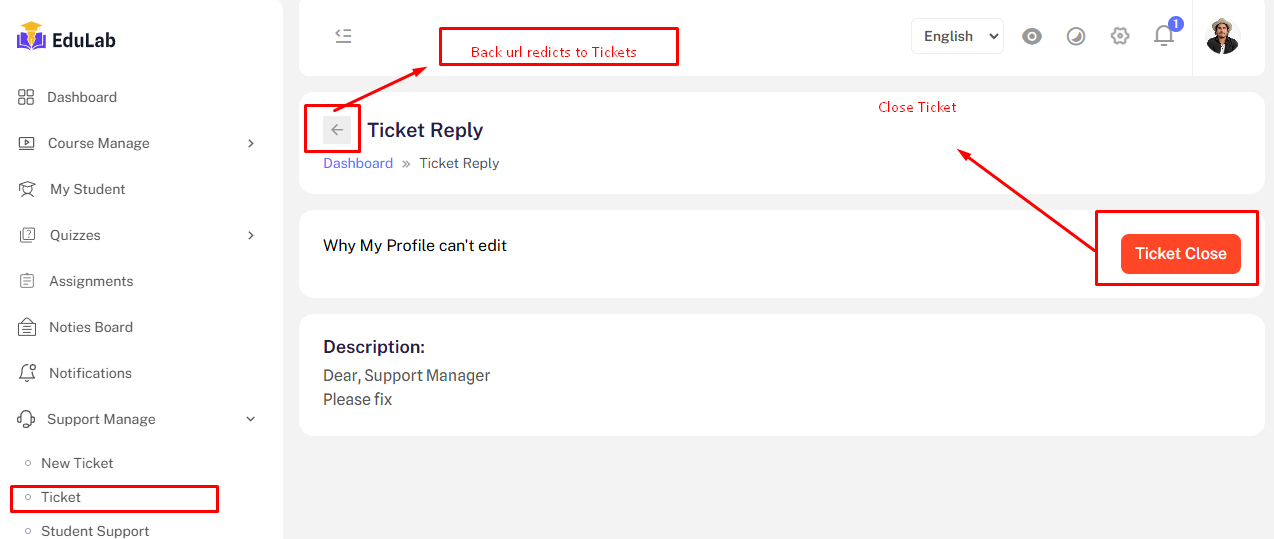 EduLab
Dashboard
Course Manage
My Student
Quizzes
Assignments
Noties Board
Notifications
Support Manage
New Ticket
Ticket
Student Support
Back url redicts to Tickets
English
1
Ticket Reply
Dashboard » Ticket Reply
Close Ticket
Why My Profile can't edit
Ticket Close
Description:
Dear, Support Manager
Please fix